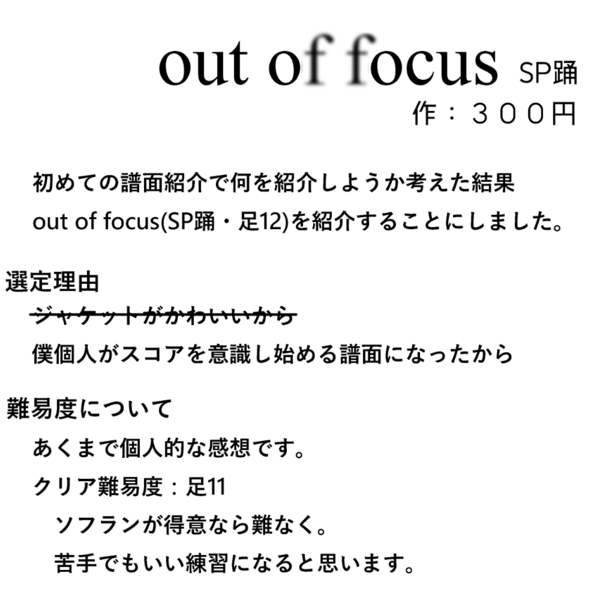 out of focus SP踊
作：３００円
初めての譜面紹介で何を紹介しようか考えた結果
out of focus(SP踊・足12)を紹介することにしました。
選定理由
ジャケットがかわいいから
僕個人がスコアを意識し始める譜面になったから
難易度について
あくまで個人的な感想です。
クリア難易度：足11
ソフランが得意なら難なく。
苦手でもいい練習になると思います。